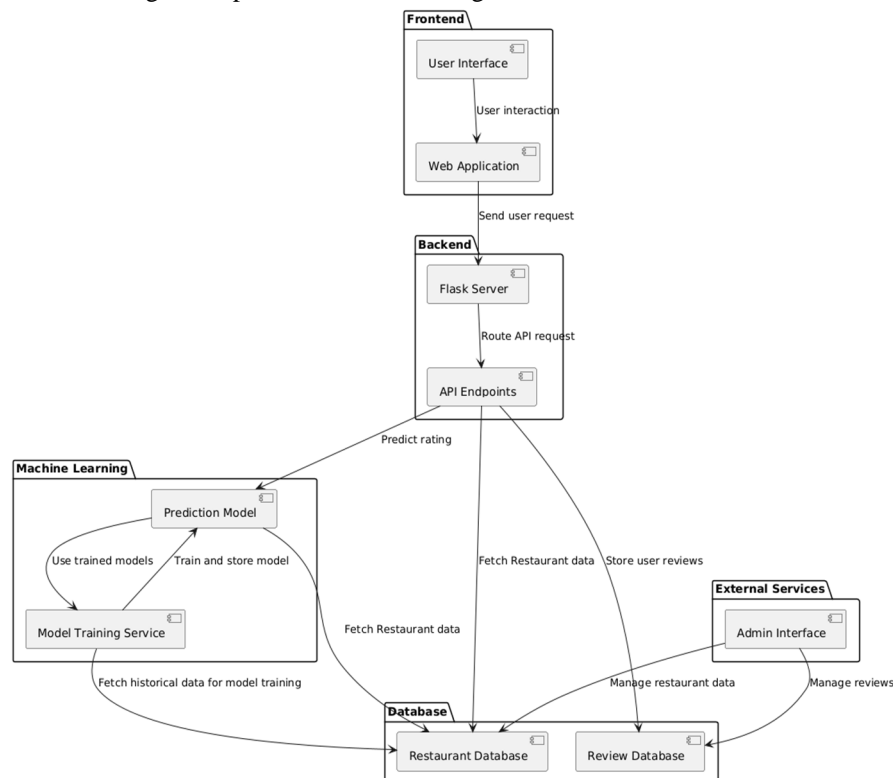 Frontend
User Interface
User interaction
Web Application
Send user request
Backend
Flask Server
Route API request
API Endpoints
Predict rating
Machine Learning
Prediction Model
Use trained models
Train and store model
Fetch Restaurant data
Store user reviews
External Services
Model Training Service
Admin Interface
Fetch Restaurant data
Fetch historical data for model training
Manage restaurant data
Manage reviews
Database
Restaurant Database
Review Database